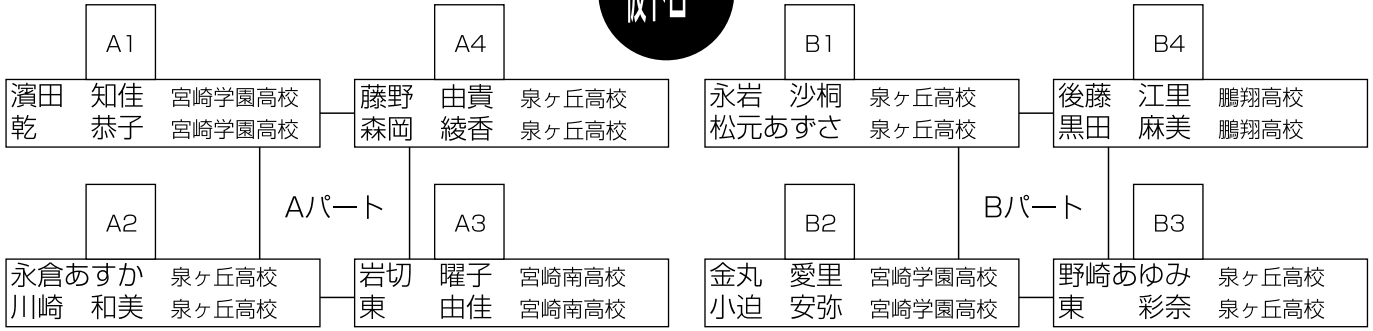 A1
濱田 知佳 宮崎学園高校
乾 恭子 宮崎学園高校
A4
藤野 由貴 泉ヶ丘高校
森岡 綾香 泉ヶ丘高校
Aパート
A2
永倉あすか 泉ヶ丘高校
川崎 和美 泉ヶ丘高校
A3
岩切 曜子 宮崎南高校
東 由佳 宮崎南高校
B1
永岩 沙桐 泉ヶ丘高校
松元あずさ 泉ヶ丘高校
B4
後藤 江里 鵬翔高校
黒田 麻美 鵬翔高校
Bパート
B2
金丸 愛里 宮崎学園高校
小迫 安弥 宮崎学園高校
B3
野崎あゆみ 泉ヶ丘高校
東 彩奈 泉ヶ丘高校